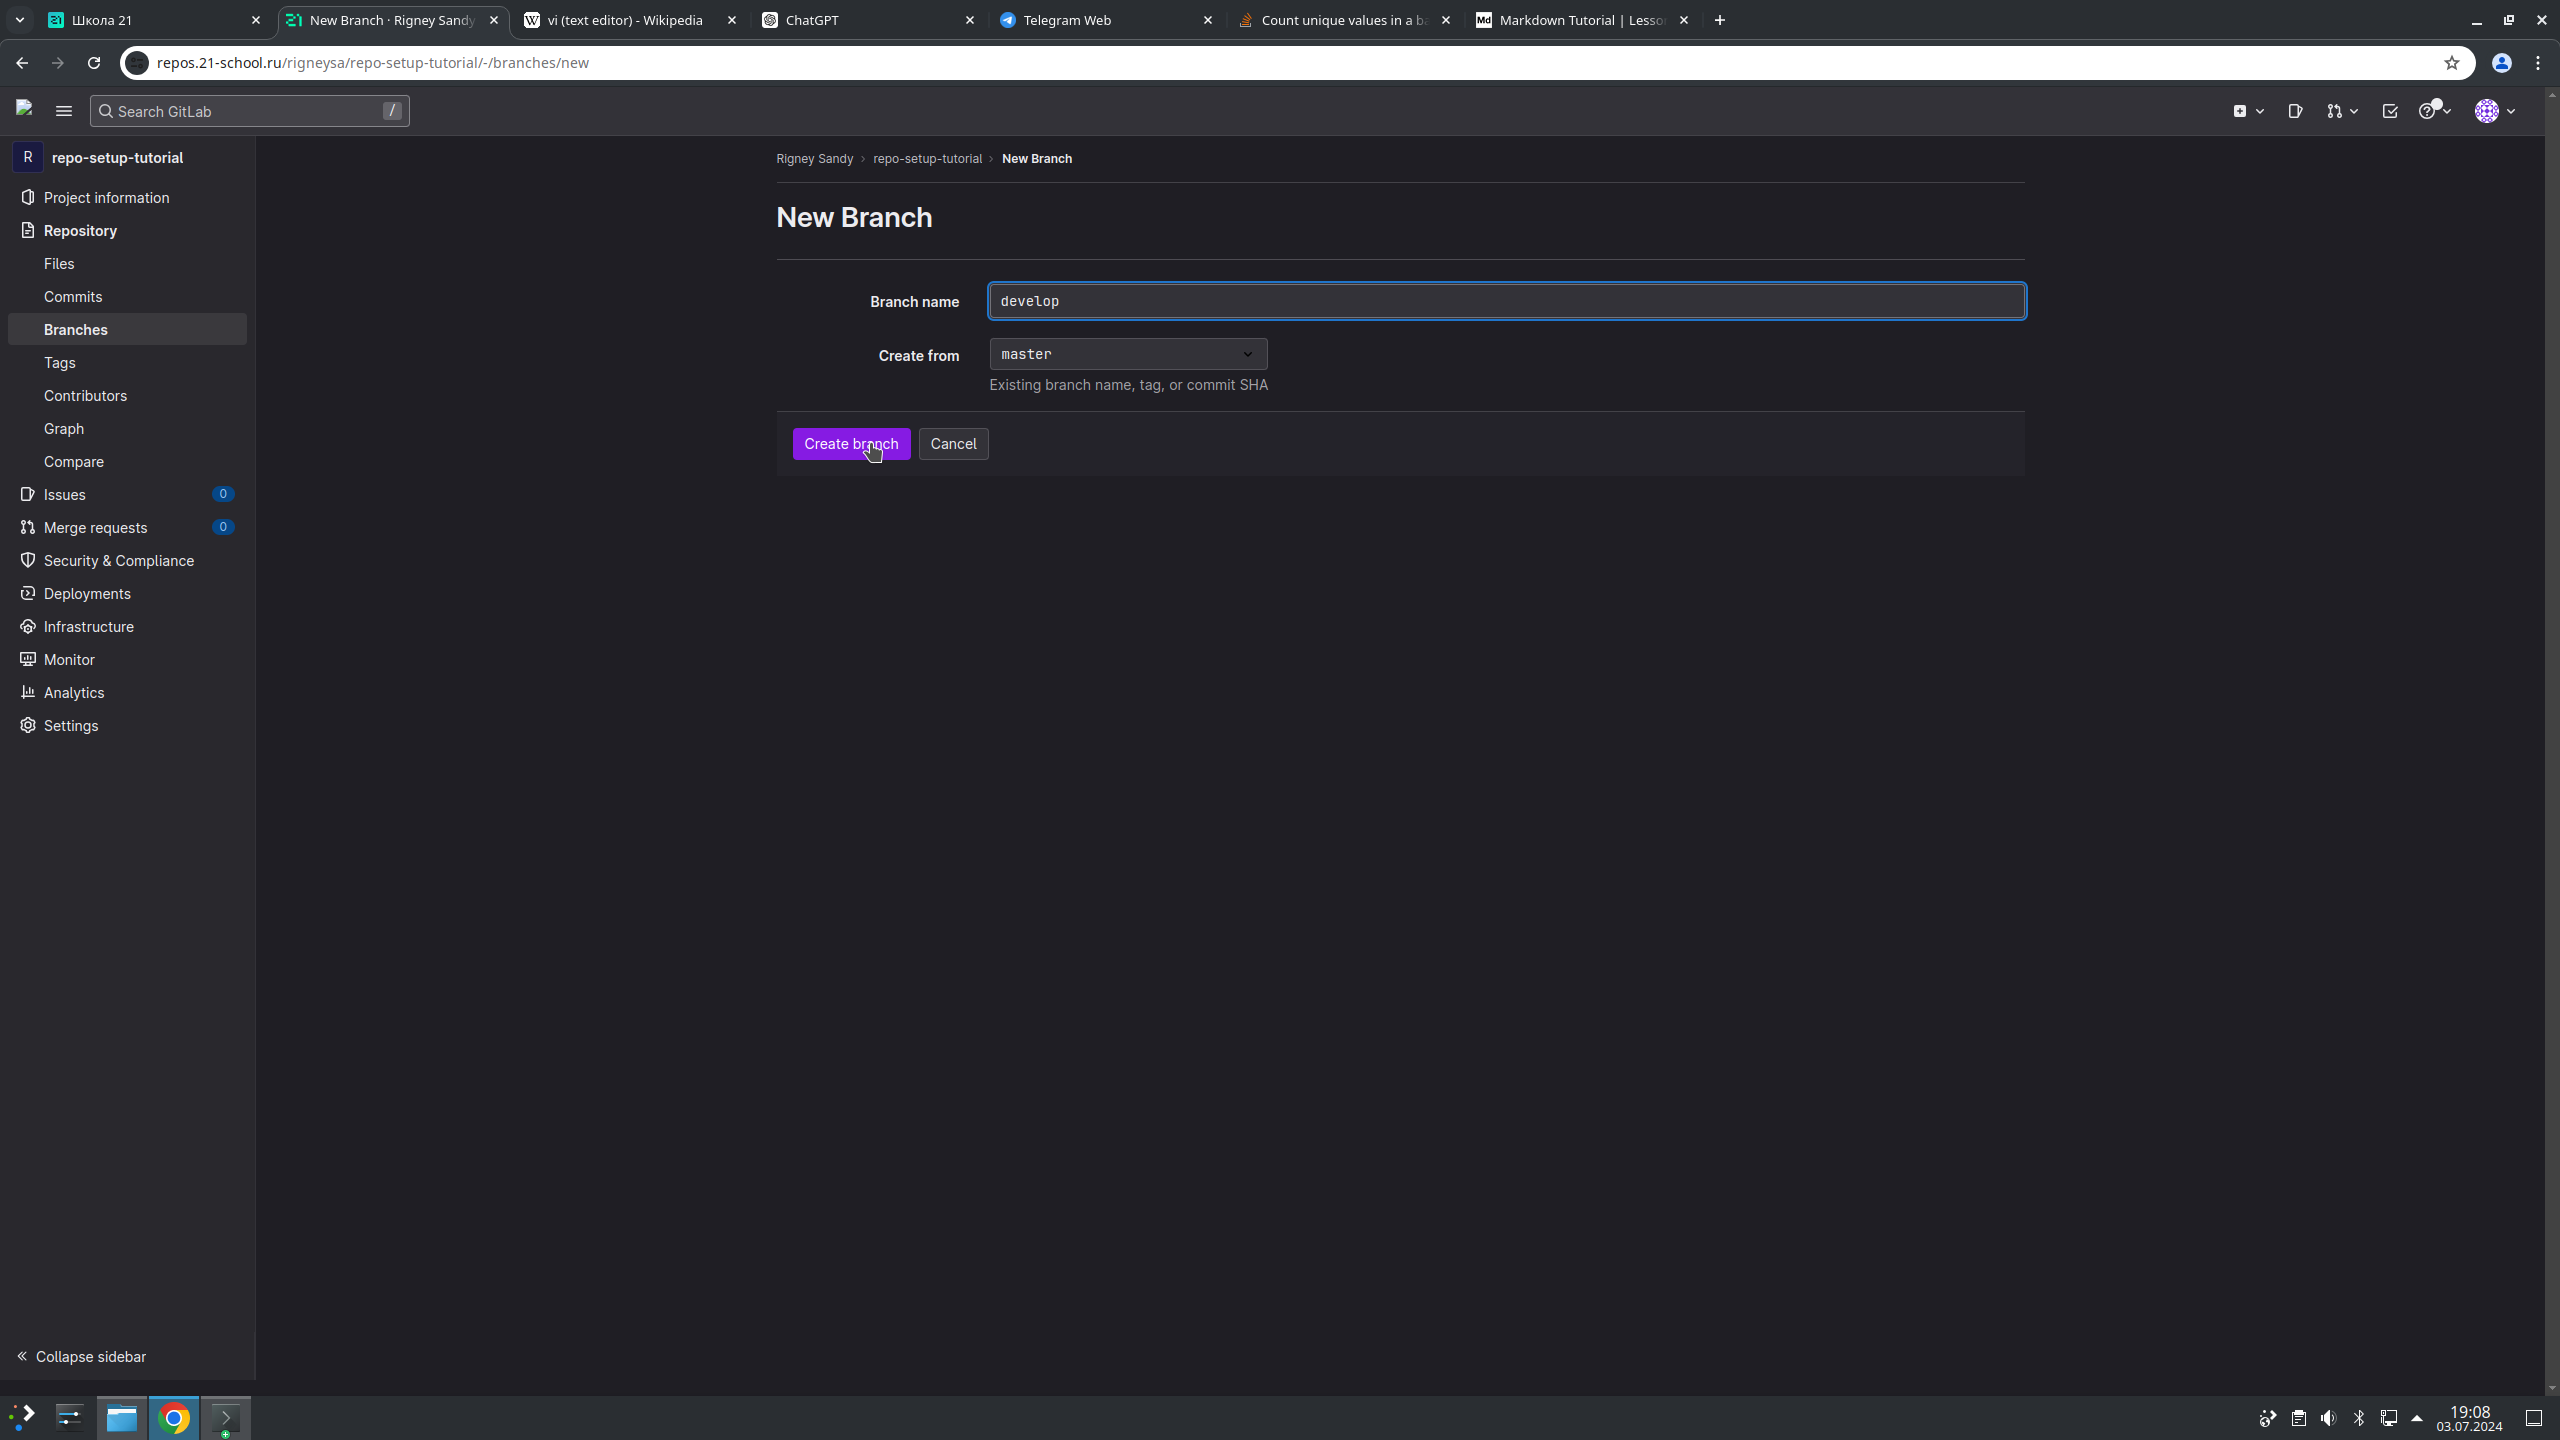 Школа 21
New Branch · Rigney Sandy
vi (text editor) - Wikipedia
ChatGPT
Telegram Web
Count unique values in a ba
Markdown Tutorial | Lesso
repos.21-school.ru/rigneysa/repo-setup-tutorial/-/branches/new
Search GitLab /
R repo-setup-tutorial
Project information
Repository
Files
Commits
Branches
Tags
Contributors
Graph
Compare
Issues 0
Merge requests 0
Security & Compliance
Deployments
Infrastructure
Monitor
Analytics
Settings
Collapse sidebar
Rigney Sandy › repo-setup-tutorial › New Branch
New Branch
Branch name develop
Create from master
Existing branch name, tag, or commit SHA
Create branch Cancel
19:08
03.07.2024